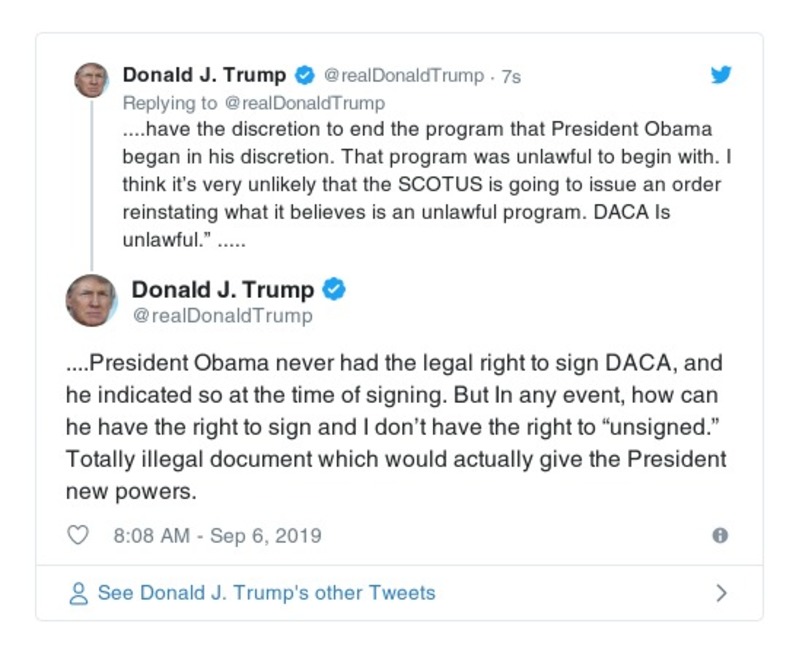 Donald J. Trump @realDonaldTrump · 7s
Replying to @realDonaldTrump
....have the discretion to end the program that President Obama
began in his discretion. That program was unlawful to begin with. I
think it’s very unlikely that the SCOTUS is going to issue an order
reinstating what it believes is an unlawful program. DACA Is
unlawful.” .....
Donald J. Trump
@realDonaldTrump
....President Obama never had the legal right to sign DACA, and
he indicated so at the time of signing. But In any event, how can
he have the right to sign and I don’t have the right to “unsigned.”
Totally illegal document which would actually give the President
new powers.
8:08 AM - Sep 6, 2019
See Donald J. Trump's other Tweets